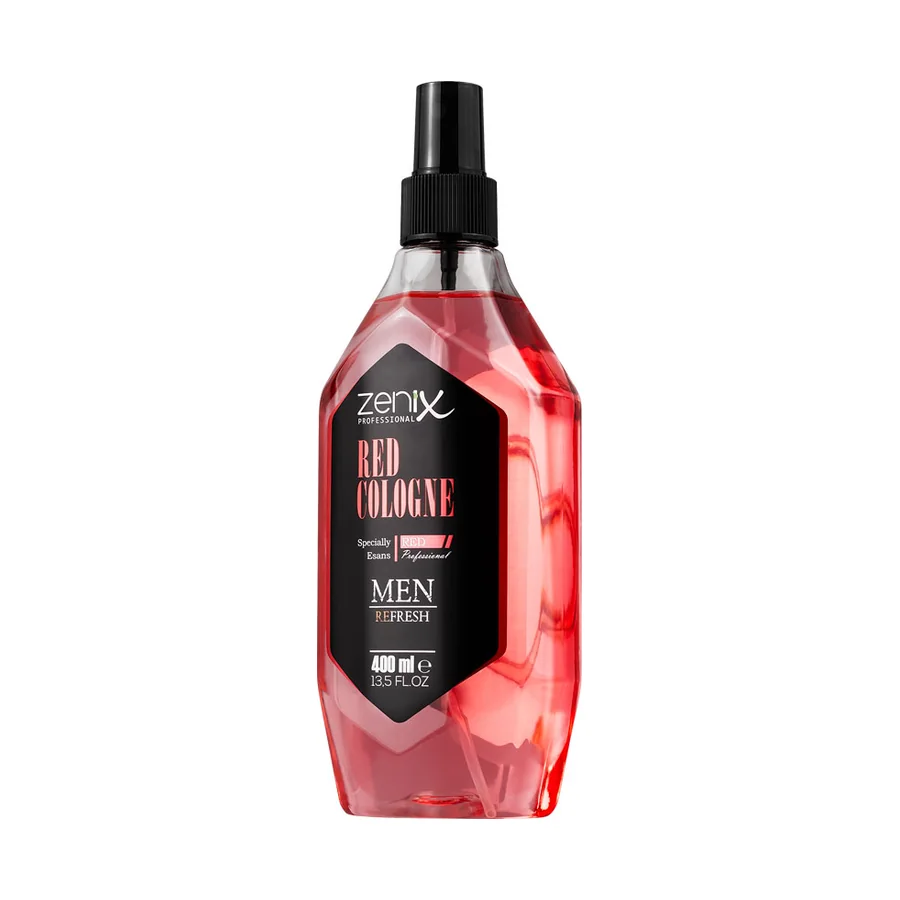 zenix
PROFESSIONAL
RED
COLOGNE
Specially RED
Esans Professional
MEN
REFRESH
400 ml ℮
13,5 FL.OZ